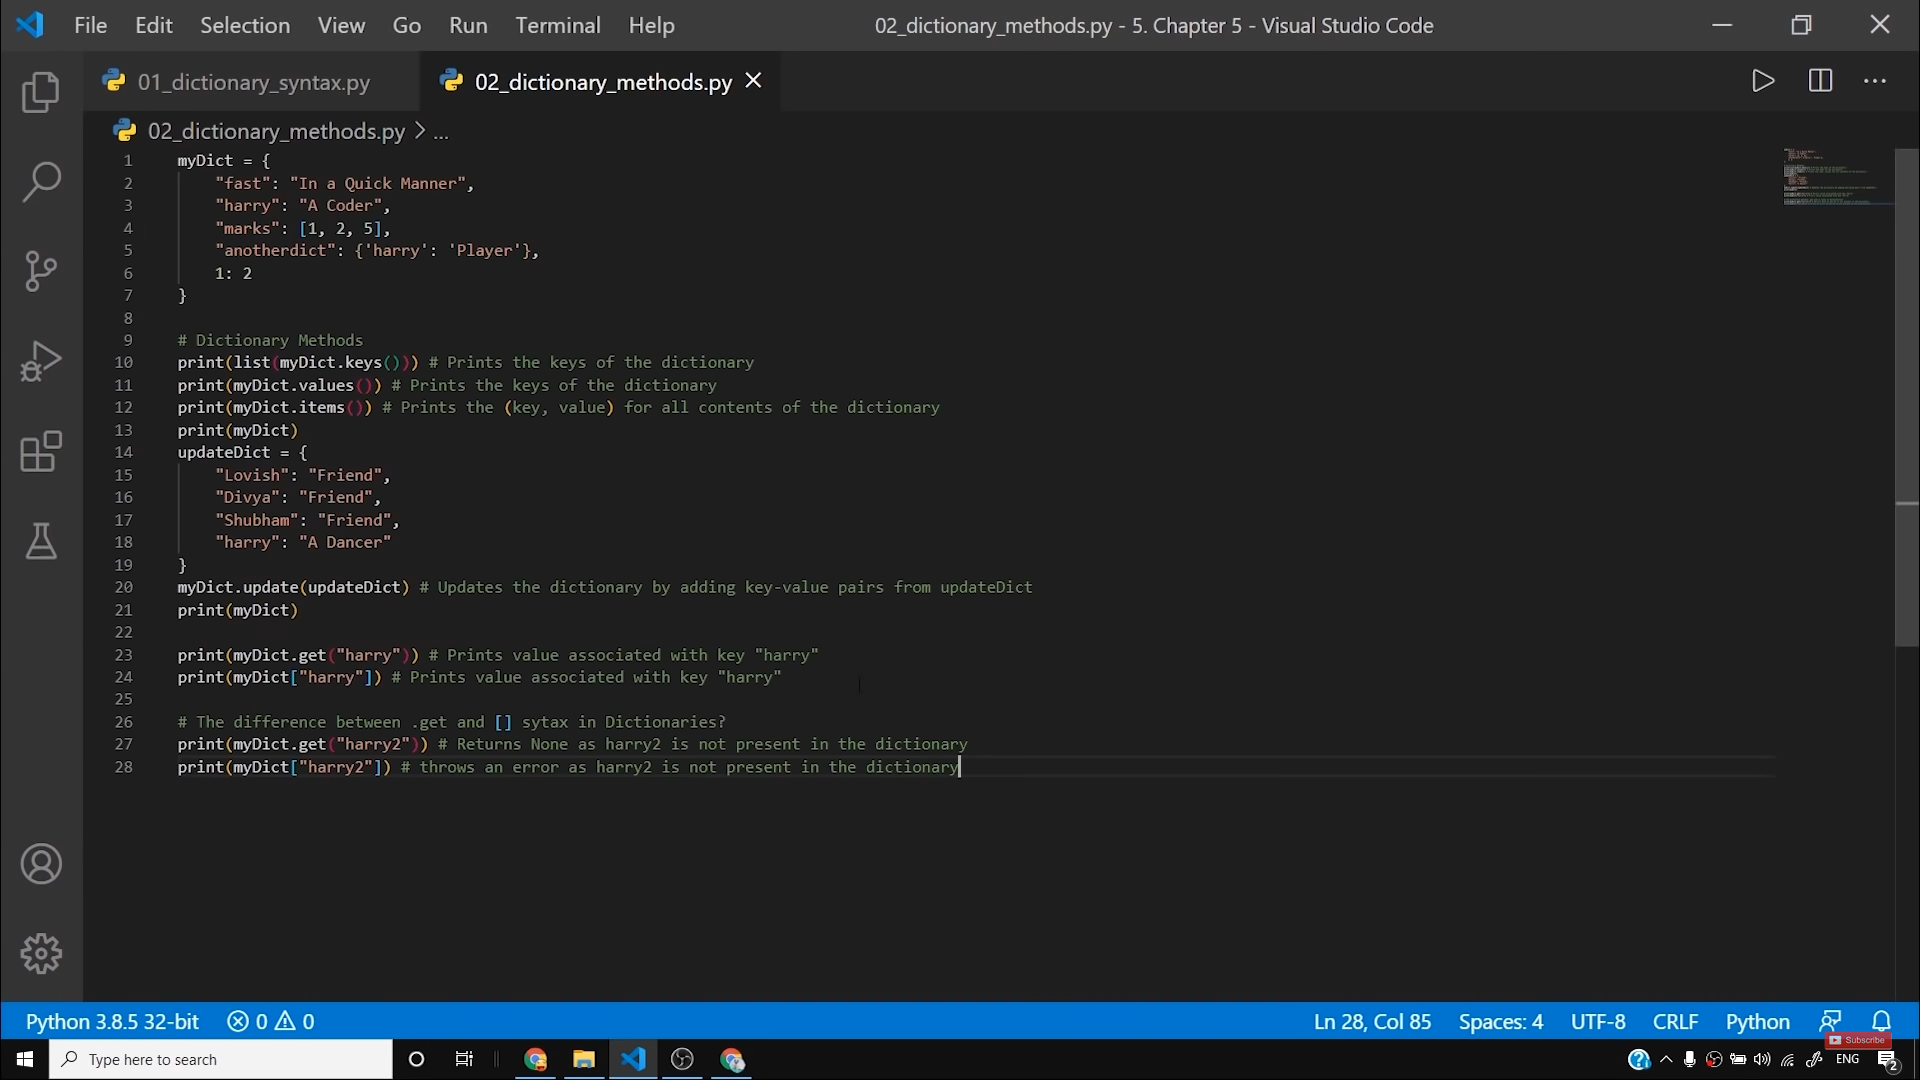 File Edit Selection View Go Run Terminal Help
02_dictionary_methods.py - 5. Chapter 5 - Visual Studio Code
01_dictionary_syntax.py
02_dictionary_methods.py
02_dictionary_methods.py > ...
1 myDict = {
2     "fast": "In a Quick Manner",
3     "harry": "A Coder",
4     "marks": [1, 2, 5],
5     "anotherdict": {'harry': 'Player'},
6     1: 2
7 }
8
9 # Dictionary Methods
10 print(list(myDict.keys())) # Prints the keys of the dictionary
11 print(myDict.values()) # Prints the keys of the dictionary
12 print(myDict.items()) # Prints the (key, value) for all contents of the dictionary
13 print(myDict)
14 updateDict = {
15     "Lovish": "Friend",
16     "Divya": "Friend",
17     "Shubham": "Friend",
18     "harry": "A Dancer"
19 }
20 myDict.update(updateDict) # Updates the dictionary by adding key-value pairs from updateDict
21 print(myDict)
22
23 print(myDict.get("harry")) # Prints value associated with key "harry"
24 print(myDict["harry"]) # Prints value associated with key "harry"
25
26 # The difference between .get and [] sytax in Dictionaries?
27 print(myDict.get("harry2")) # Returns None as harry2 is not present in the dictionary
28 print(myDict["harry2"]) # throws an error as harry2 is not present in the dictionary
Python 3.8.5 32-bit 0 0
Ln 28, Col 85 Spaces: 4 UTF-8 CRLF Python
Subscribe
Type here to search
ENG
2